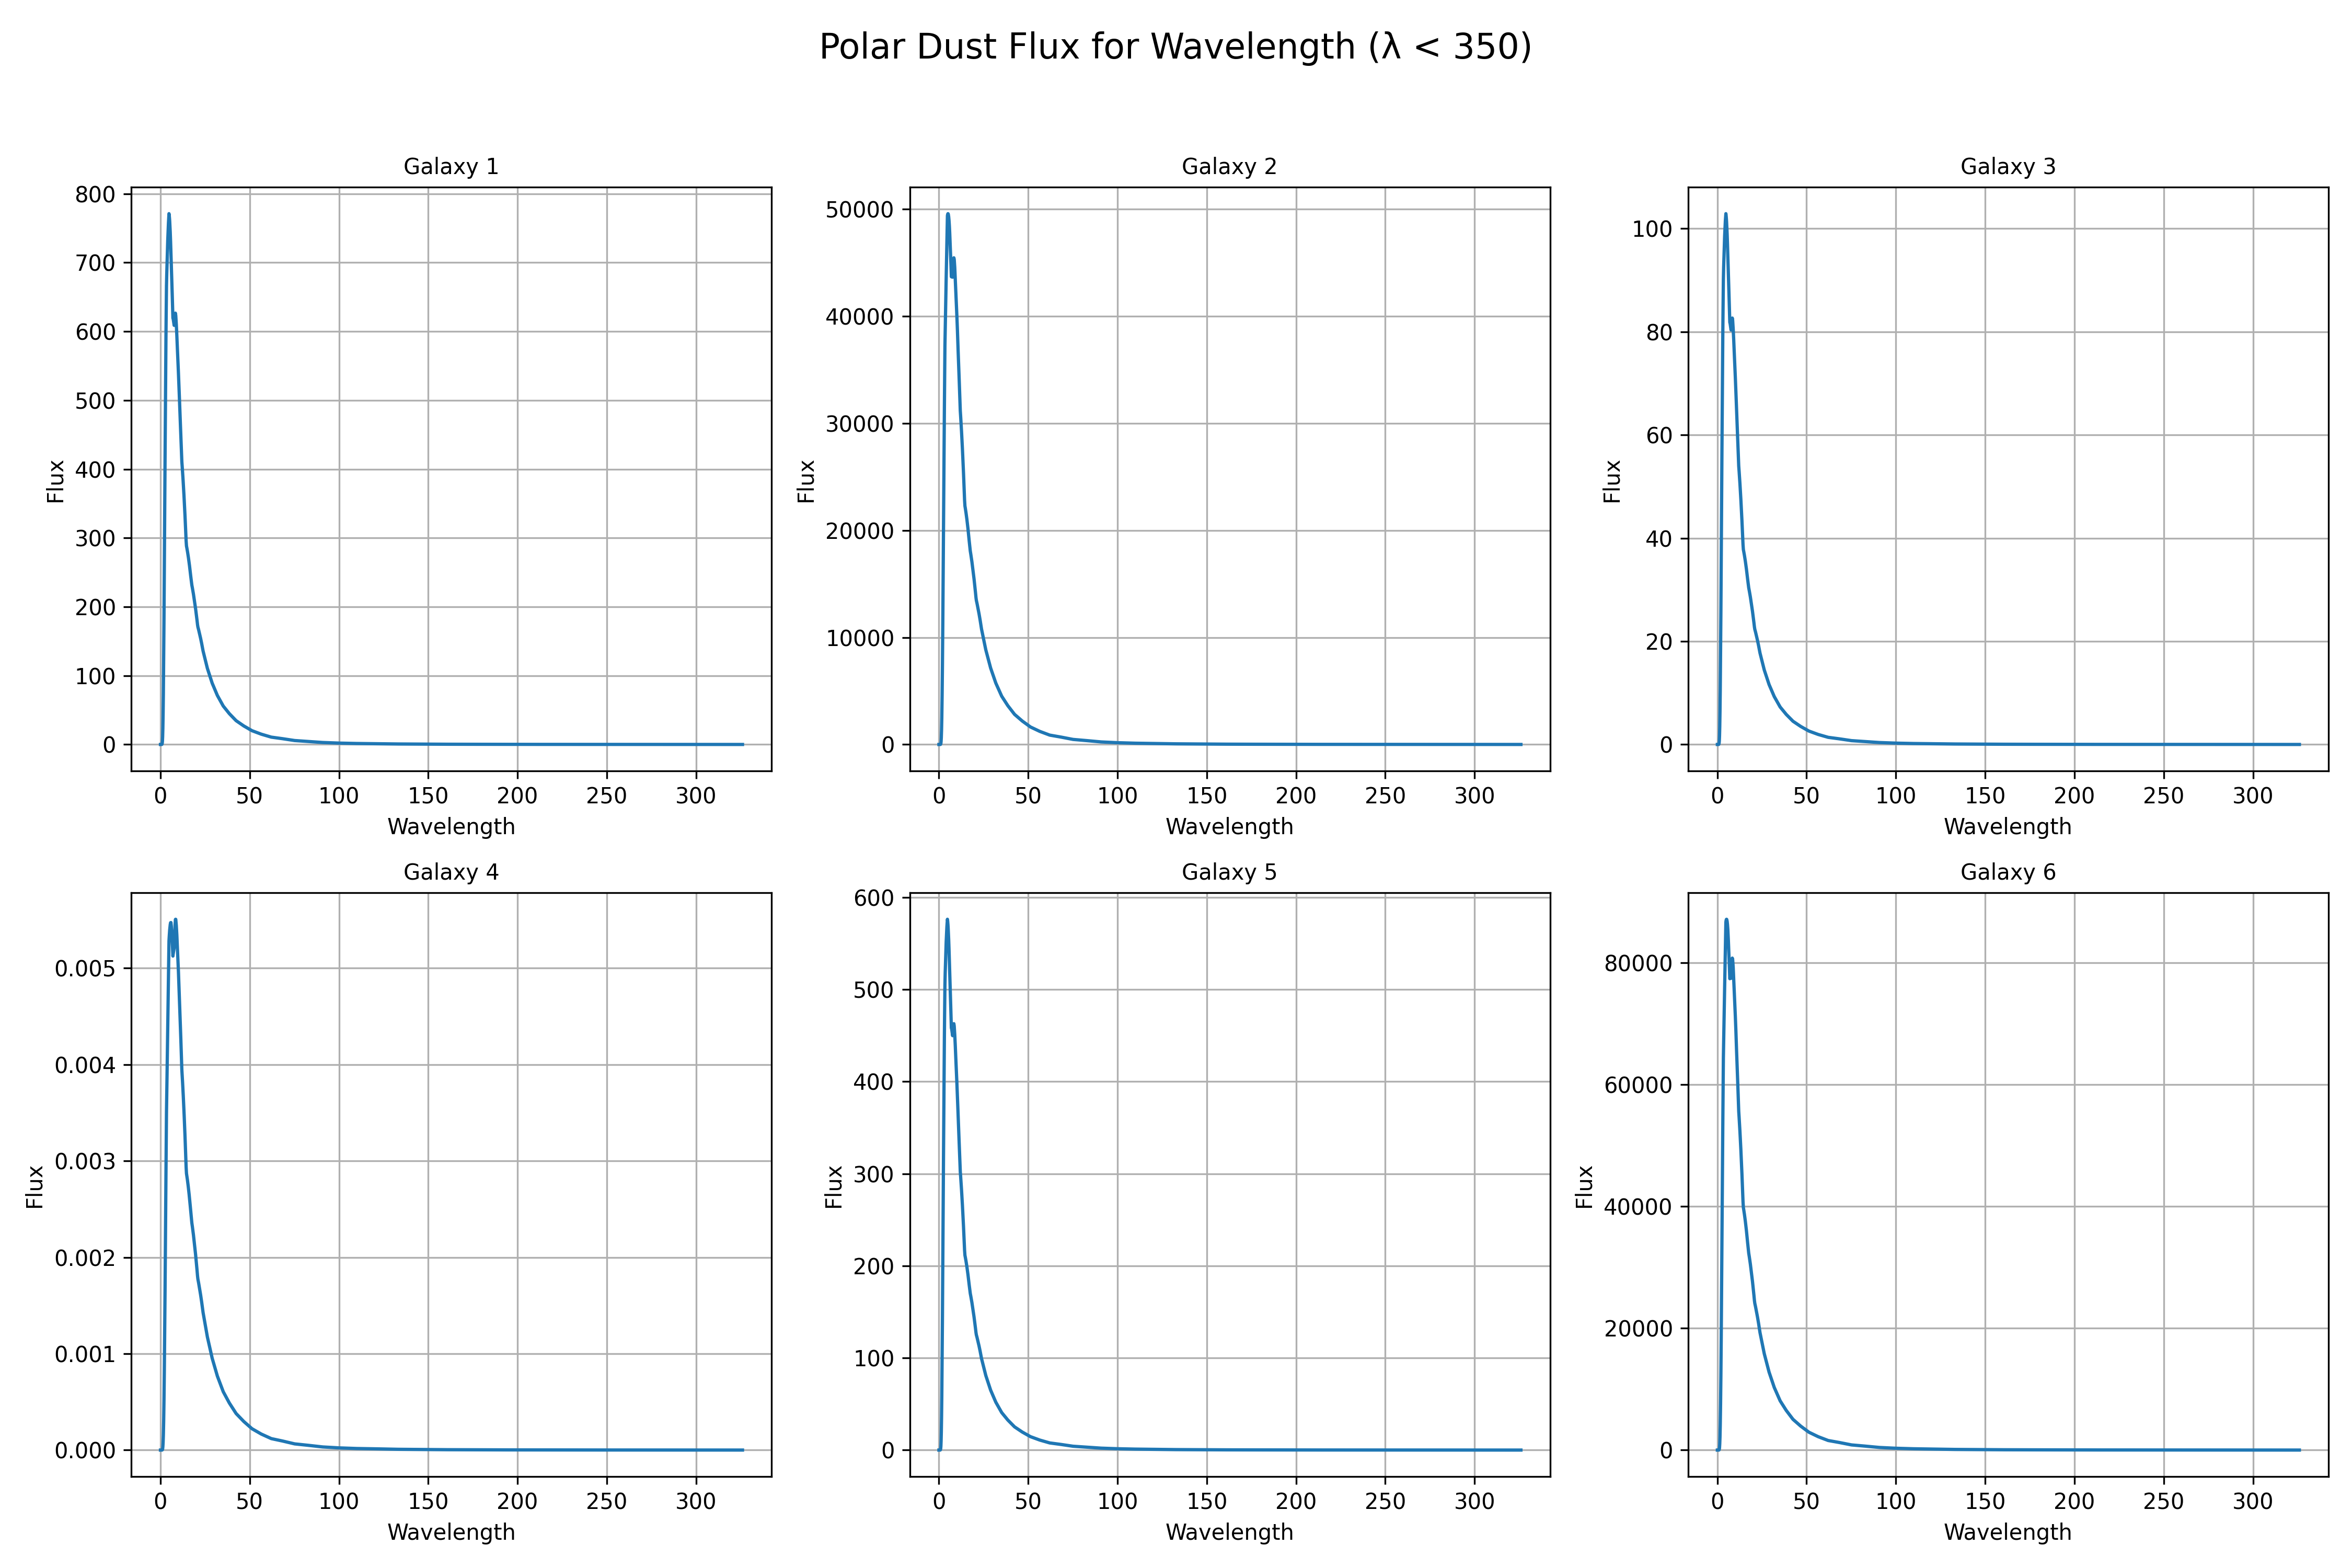 Polar Dust Flux for Wavelength (λ < 350)
Galaxy 1
800
700
600
500
400
300
200
100
0
Flux
0 50 100 150 200 250 300
Wavelength
Galaxy 2
50000
40000
30000
20000
10000
0
Flux
0 50 100 150 200 250 300
Wavelength
Galaxy 3
100
80
60
40
20
0
Flux
0 50 100 150 200 250 300
Wavelength
Galaxy 4
0.005
0.004
0.003
0.002
0.001
0.000
Flux
0 50 100 150 200 250 300
Wavelength
Galaxy 5
600
500
400
300
200
100
0
Flux
0 50 100 150 200 250 300
Wavelength
Galaxy 6
80000
60000
40000
20000
0
Flux
0 50 100 150 200 250 300
Wavelength